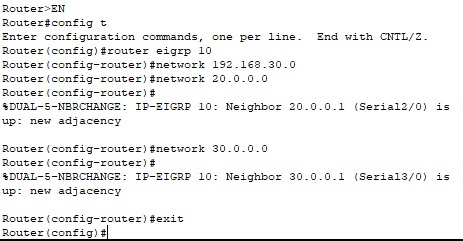 Router>EN
Router#config t
Enter configuration commands, one per line.  End with CNTL/Z.
Router(config)#router eigrp 10
Router(config-router)#network 192.168.30.0
Router(config-router)#network 20.0.0.0
Router(config-router)#
%DUAL-5-NBRCHANGE: IP-EIGRP 10: Neighbor 20.0.0.1 (Serial2/0) is
up: new adjacency
Router(config-router)#network 30.0.0.0
Router(config-router)#
%DUAL-5-NBRCHANGE: IP-EIGRP 10: Neighbor 30.0.0.1 (Serial3/0) is
up: new adjacency
Router(config-router)#exit
Router(config)#